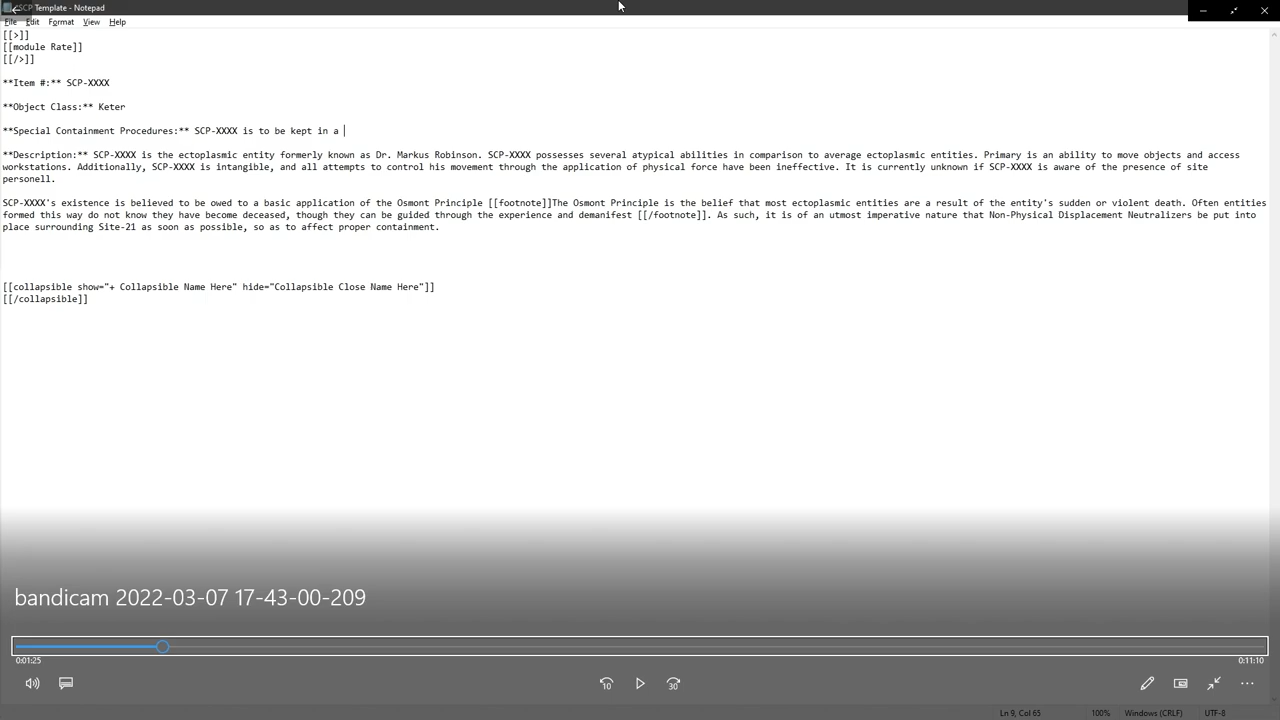 SCP Template - Notepad
File Edit Format View Help
[[>]]
[[module Rate]]
[[/>]]
**Item #:** SCP-XXXX
**Object Class:** Keter
**Special Containment Procedures:** SCP-XXXX is to be kept in a
**Description:** SCP-XXXX is the ectoplasmic entity formerly known as Dr. Markus Robinson. SCP-XXXX possesses several atypical abilities in comparison to average ectoplasmic entities. Primary is an ability to move objects and access
workstations. Additionally, SCP-XXXX is intangible, and all attempts to control his movement through the application of physical force have been ineffective. It is currently unknown if SCP-XXXX is aware of the presence of site
personell.
SCP-XXXX's existence is believed to be owed to a basic application of the Osmont Principle [[footnote]]The Osmont Principle is the belief that most ectoplasmic entities are a result of the entity's sudden or violent death. Often entities
formed this way do not know they have become deceased, though they can be guided through the experience and demanifest [[/footnote]]. As such, it is of an utmost imperative nature that Non-Physical Displacement Neutralizers be put into
place surrounding Site-21 as soon as possible, so as to affect proper containment.
[[collapsible show="+ Collapsible Name Here" hide="Collapsible Close Name Here"]]
[[/collapsible]]
bandicam 2022-03-07 17-43-00-209
0:01:25
0:11:10
10
30
Ln 9, Col 65
100%
Windows (CRLF)
UTF-8